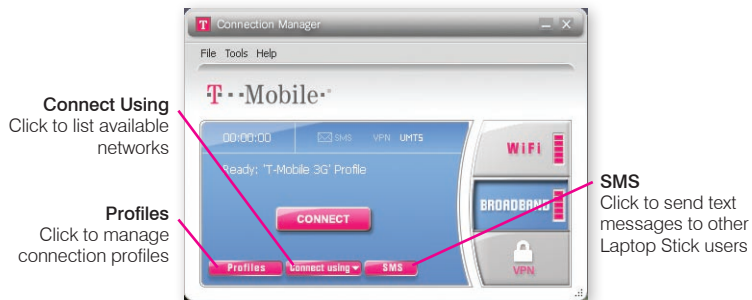 T Connection Manager
File Tools Help
T··Mobile·®
Connect Using
Click to list available
networks
Profiles
Click to manage
connection profiles
00:00:00 SMS VPN UMTS
Ready: 'T-Mobile 3G' Profile
CONNECT
Profiles Connect using SMS
WiFi
BROADBAND
VPN
SMS
Click to send text
messages to other
Laptop Stick users